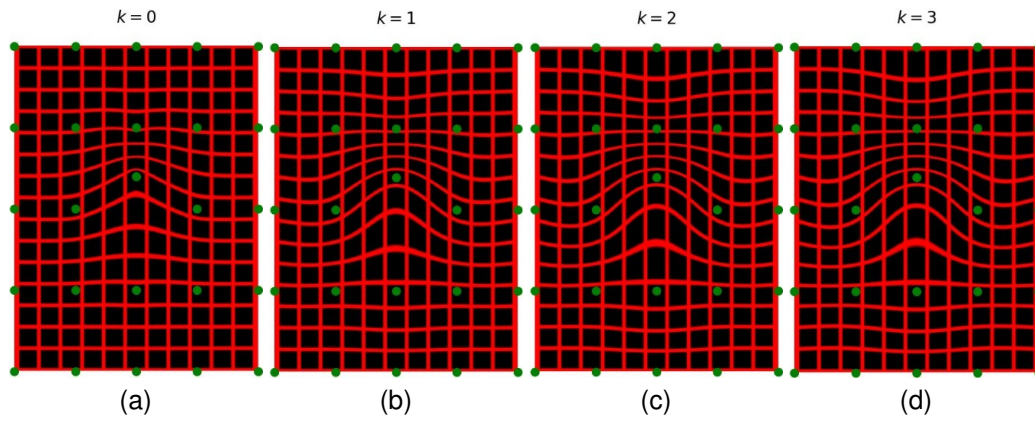 k = 0
k = 1
k = 2
k = 3
(a)
(b)
(c)
(d)